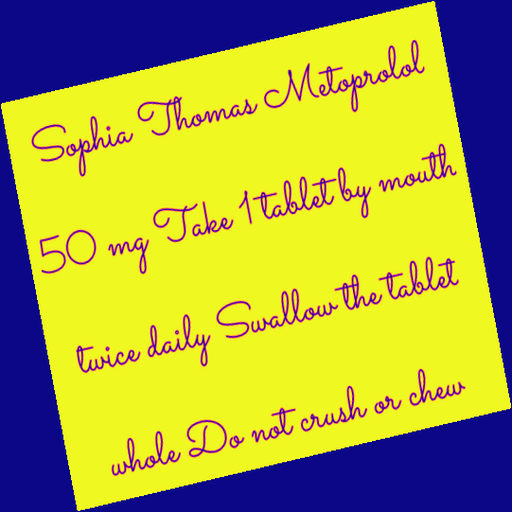 Sophia Thomas Metoprolol
50 mg Take 1 tablet by mouth
twice daily Swallow the tablet
whole Do not crush or chew